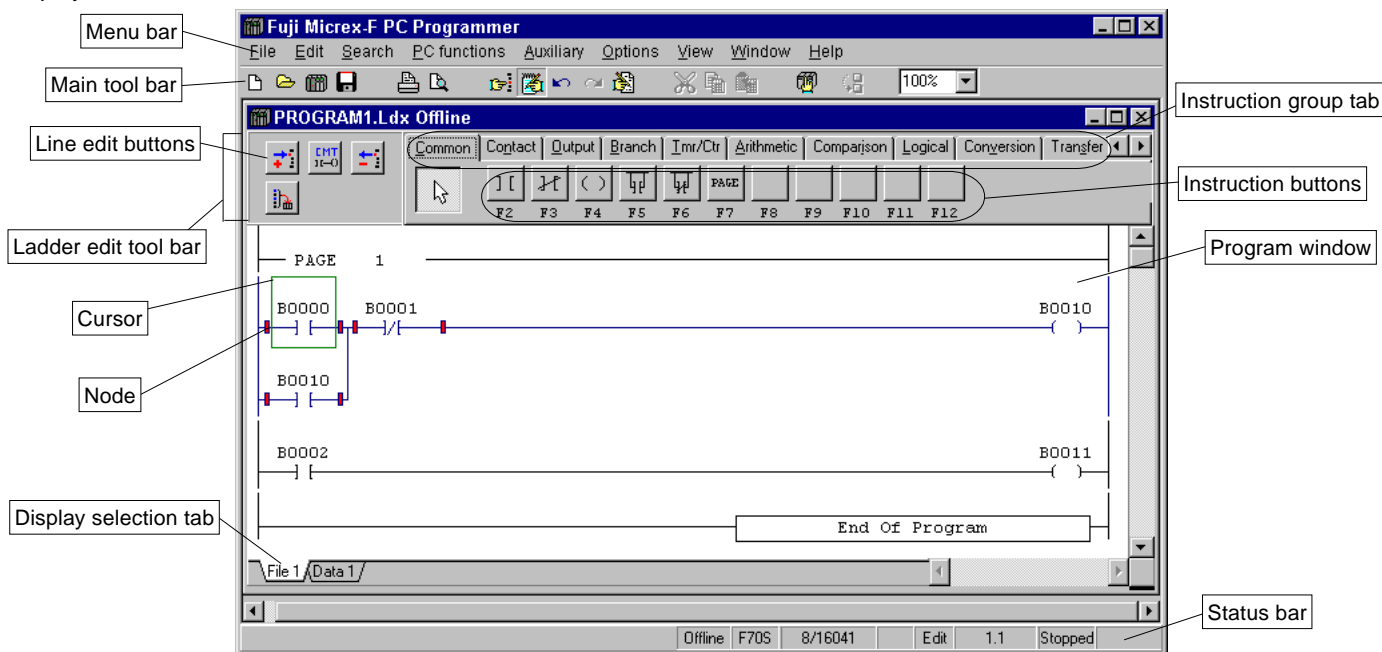 Fuji Micrex-F PC Programmer
Menu bar
File Edit Search PC functions Auxiliary Options View Window Help
Main tool bar
100%
Instruction group tab
PROGRAM1.Ldx Offline
Line edit buttons
CMT
Common Contact Output Branch Tmr/Ctr Arithmetic Comparison Logical Conversion Transfer
PAGE
Instruction buttons
F2 F3 F4 F5 F6 F7 F8 F9 F10 F11 F12
Ladder edit tool bar
Program window
PAGE 1
Cursor
B0000 B0001 B0010
Node
B0010
B0002 B0011
Display selection tab
End Of Program
File 1 Data 1
Status bar
Offline F70S 8/16041 Edit 1.1 Stopped